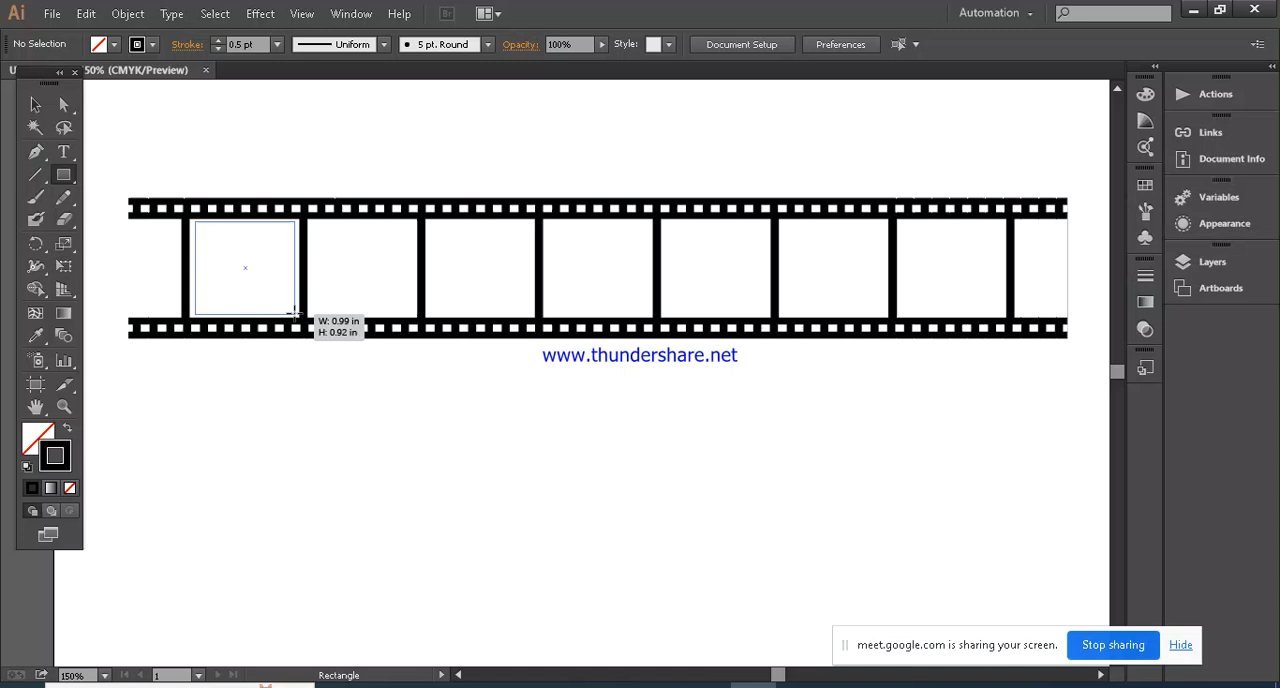 Ai File Edit Object Type Select Effect View Window Help Br Automation
No Selection Stroke: 0.5 pt Uniform 5 pt. Round Opacity: 100% Style: Document Setup Preferences
50% (CMYK/Preview)
Actions
Links
Document Info
Variables
Appearance
Layers
Artboards
W: 0.99 in
H: 0.92 in
www.thundershare.net
meet.google.com is sharing your screen. Stop sharing Hide
150% 1 Rectangle